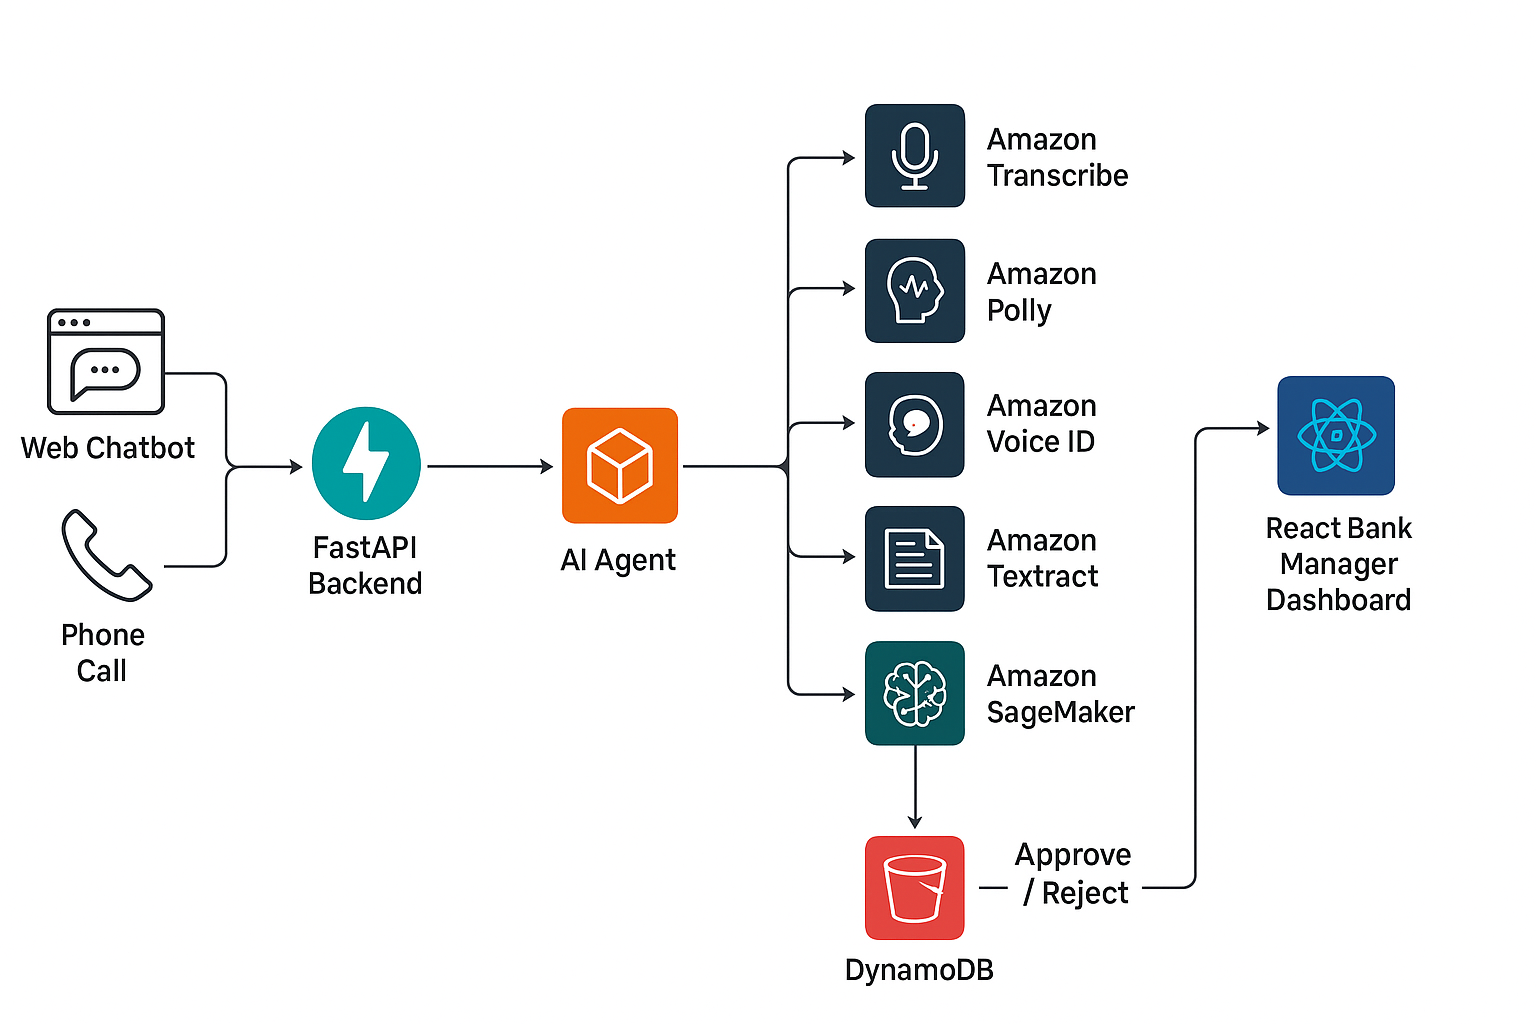 Web Chatbot
Phone
Call
FastAPI
Backend
AI Agent
Amazon
Transcribe
Amazon
Polly
Amazon
Voice ID
Amazon
Textract
Amazon
SageMaker
DynamoDB
Approve
/ Reject
React Bank
Manager
Dashboard